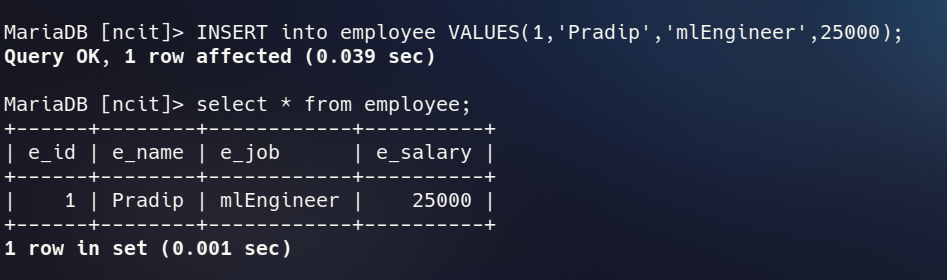 MariaDB [ncit]> INSERT into employee VALUES(1,'Pradip','mlEngineer',25000);
Query OK, 1 row affected (0.039 sec)
MariaDB [ncit]> select * from employee;
+------+--------+------------+----------+
| e_id | e_name | e_job      | e_salary |
+------+--------+------------+----------+
|    1 | Pradip | mlEngineer |    25000 |
+------+--------+------------+----------+
1 row in set (0.001 sec)